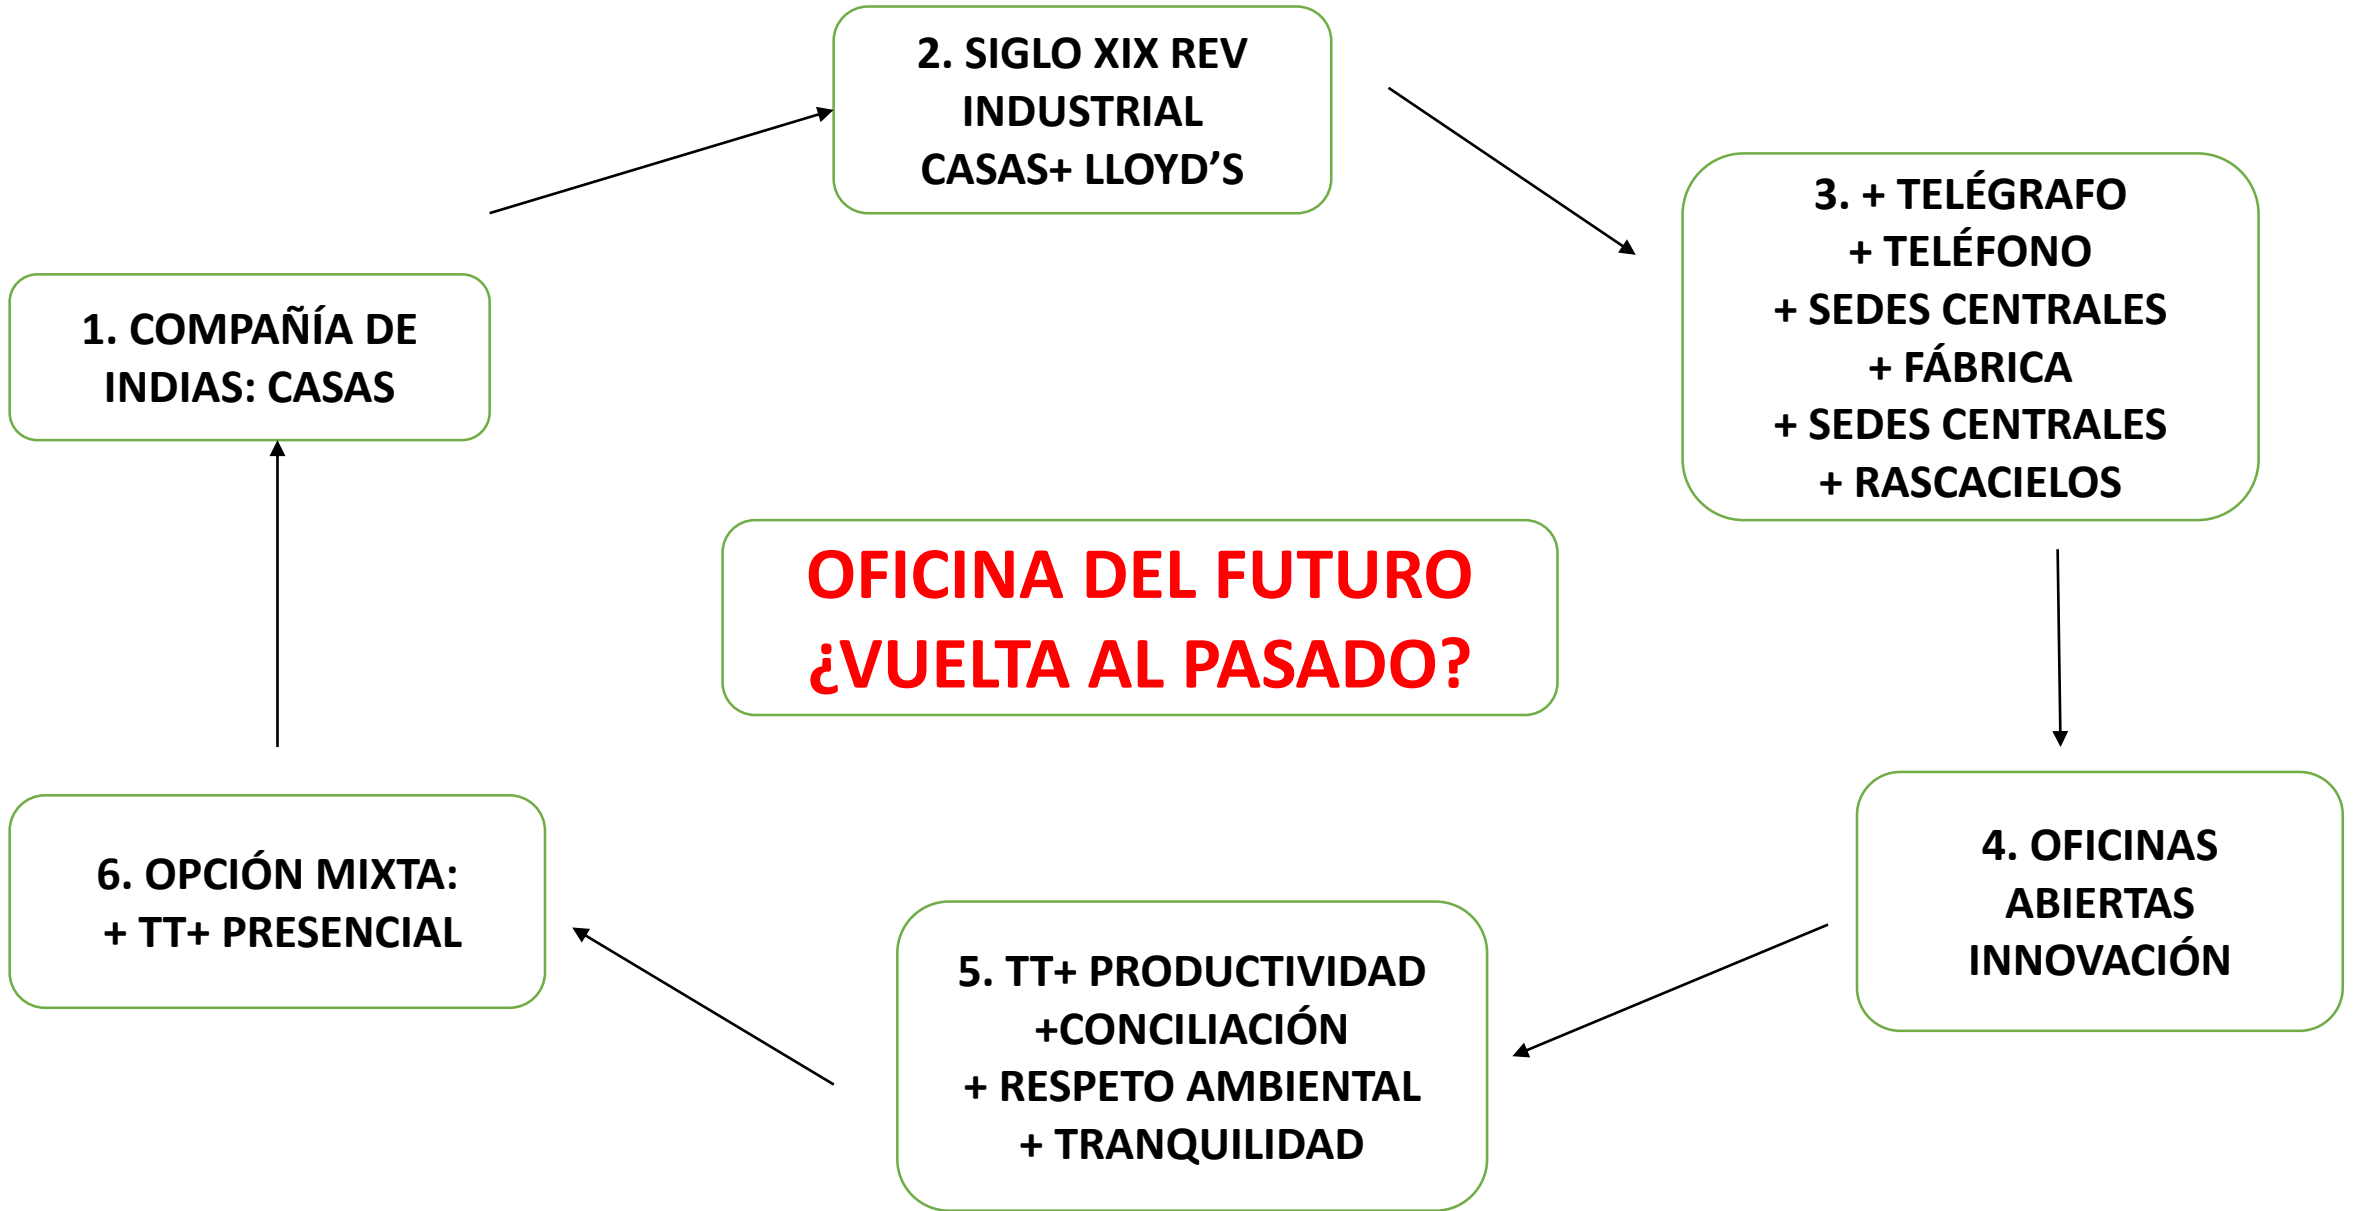 2. SIGLO XIX REV
INDUSTRIAL
CASAS+ LLOYD’S
3. + TELÉGRAFO
+ TELÉFONO
+ SEDES CENTRALES
+ FÁBRICA
+ SEDES CENTRALES
+ RASCACIELOS
1. COMPAÑÍA DE
INDIAS: CASAS
OFICINA DEL FUTURO
¿VUELTA AL PASADO?
4. OFICINAS
ABIERTAS
INNOVACIÓN
6. OPCIÓN MIXTA:
+ TT+ PRESENCIAL
5. TT+ PRODUCTIVIDAD
+CONCILIACIÓN
+ RESPETO AMBIENTAL
+ TRANQUILIDAD